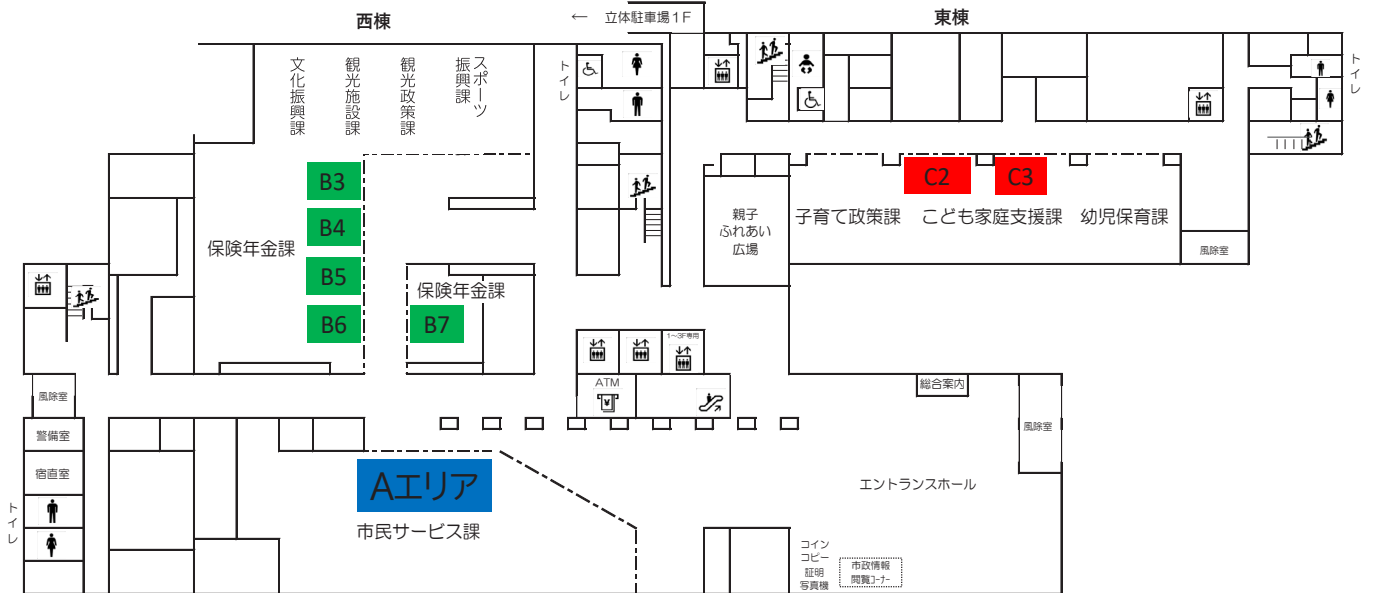 西棟
← 立体駐車場1F
東棟
トイレ
文化振興課
観光施設課
観光政策課
スポーツ
振興課
トイレ
B3
B4
B5
B6
保険年金課
保険年金課
B7
C2
C3
親子
ふれあい
広場
子育て政策課
こども家庭支援課
幼児保育課
風除室
1～3F専用
ATM
¥
総合案内
風除室
風除室
警備室
宿直室
トイレ
Aエリア
市民サービス課
エントランスホール
コイン
コピー
証明
写真機
市政情報
閲覧コーナー